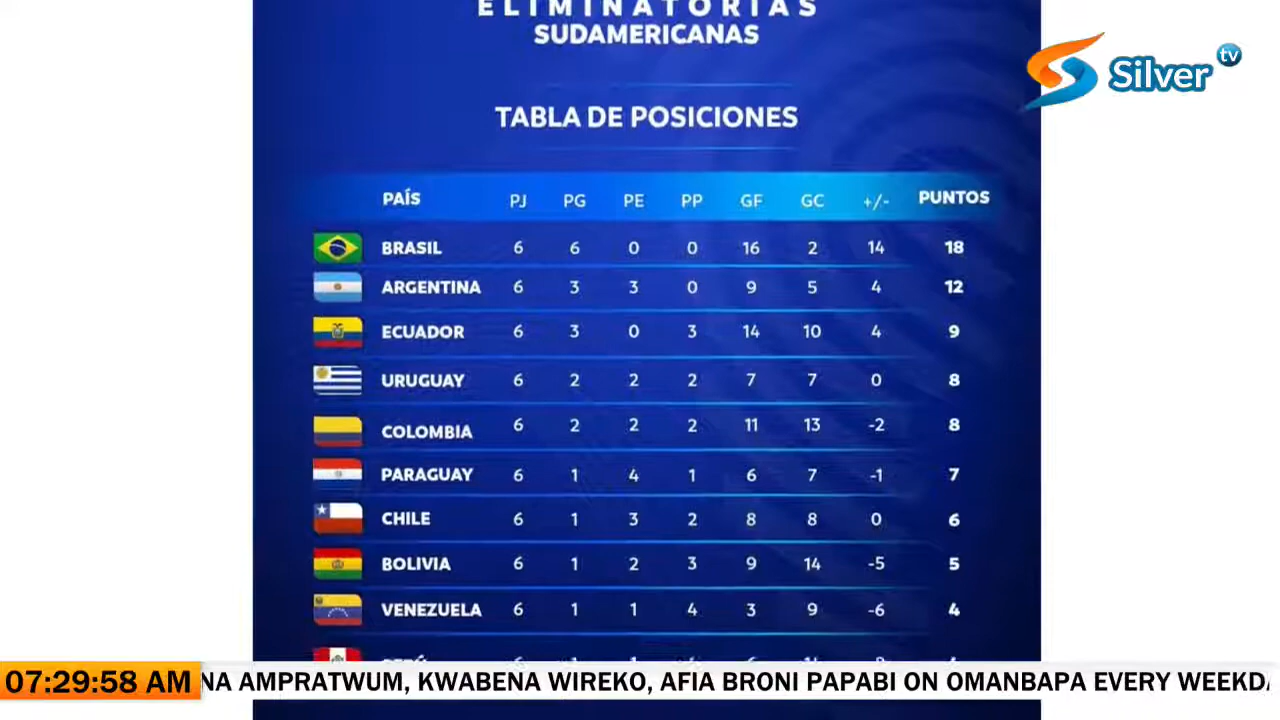 ELIMINATORIAS
SUDAMERICANAS
Silver tv
TABLA DE POSICIONES
PAÍS PJ PG PE PP GF GC +/- PUNTOS
BRASIL 6 6 0 0 16 2 14 18
ARGENTINA 6 3 3 0 9 5 4 12
ECUADOR 6 3 0 3 14 10 4 9
URUGUAY 6 2 2 2 7 7 0 8
COLOMBIA 6 2 2 2 11 13 -2 8
PARAGUAY 6 1 4 1 6 7 -1 7
CHILE 6 1 3 2 8 8 0 6
BOLIVIA 6 1 2 3 9 14 -5 5
VENEZUELA 6 1 1 4 3 9 -6 4
07:29:58 AM NA AMPRATWUM, KWABENA WIREKO, AFIA BRONI PAPABI ON OMANBAPA EVERY